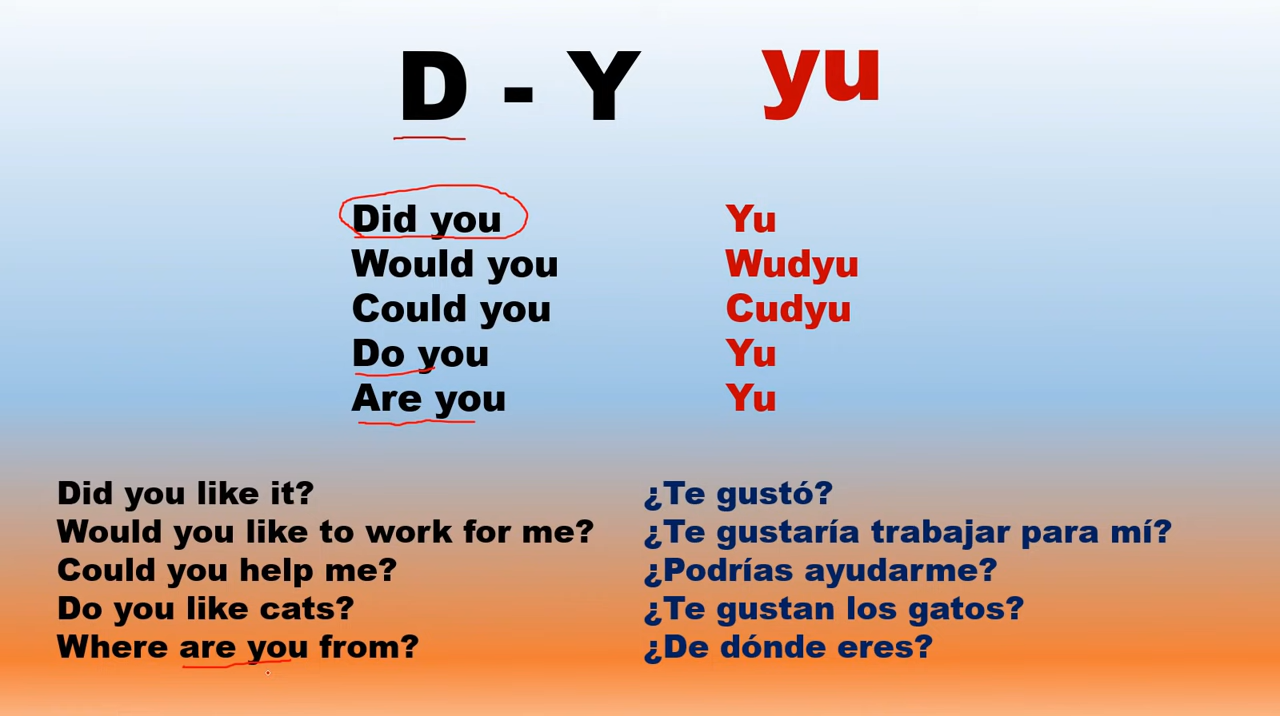 D - Y yu
Did you Yu
Would you Wudyu
Could you Cudyu
Do you Yu
Are you Yu
Did you like it? ¿Te gustó?
Would you like to work for me? ¿Te gustaría trabajar para mí?
Could you help me? ¿Podrías ayudarme?
Do you like cats? ¿Te gustan los gatos?
Where are you from? ¿De dónde eres?